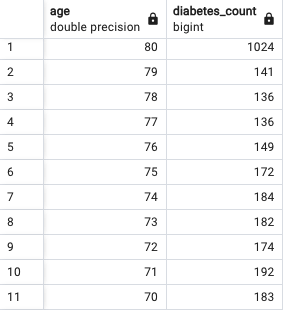 age diabetes_count
double precision bigint
1 80 1024
2 79 141
3 78 136
4 77 136
5 76 149
6 75 172
7 74 184
8 73 182
9 72 174
10 71 192
11 70 183